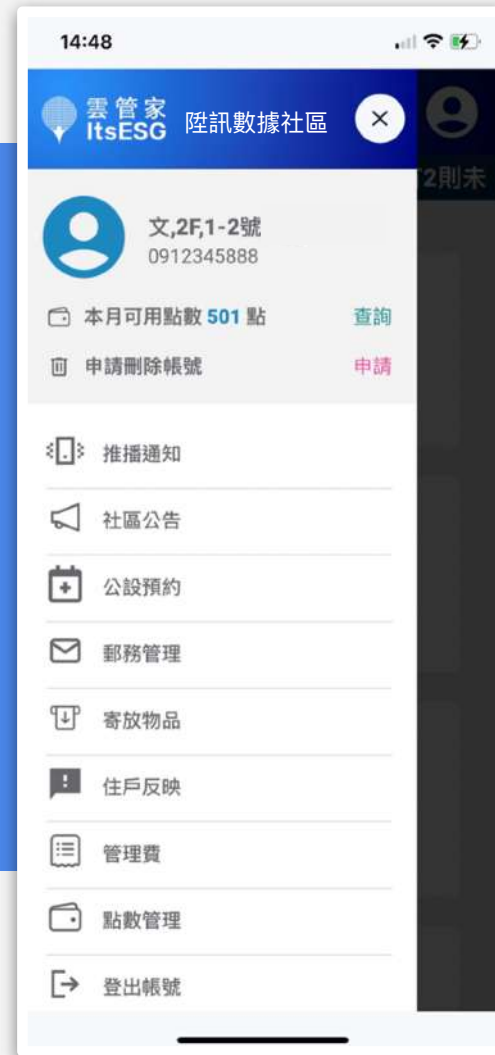 14:48
雲管家
ItsESG
陞訊數據社區
2則未
文,2F,1-2號
0912345888
本月可用點數 501 點 查詢
申請刪除帳號 申請
推播通知
社區公告
公設預約
郵務管理
寄放物品
住戶反映
管理費
點數管理
登出帳號